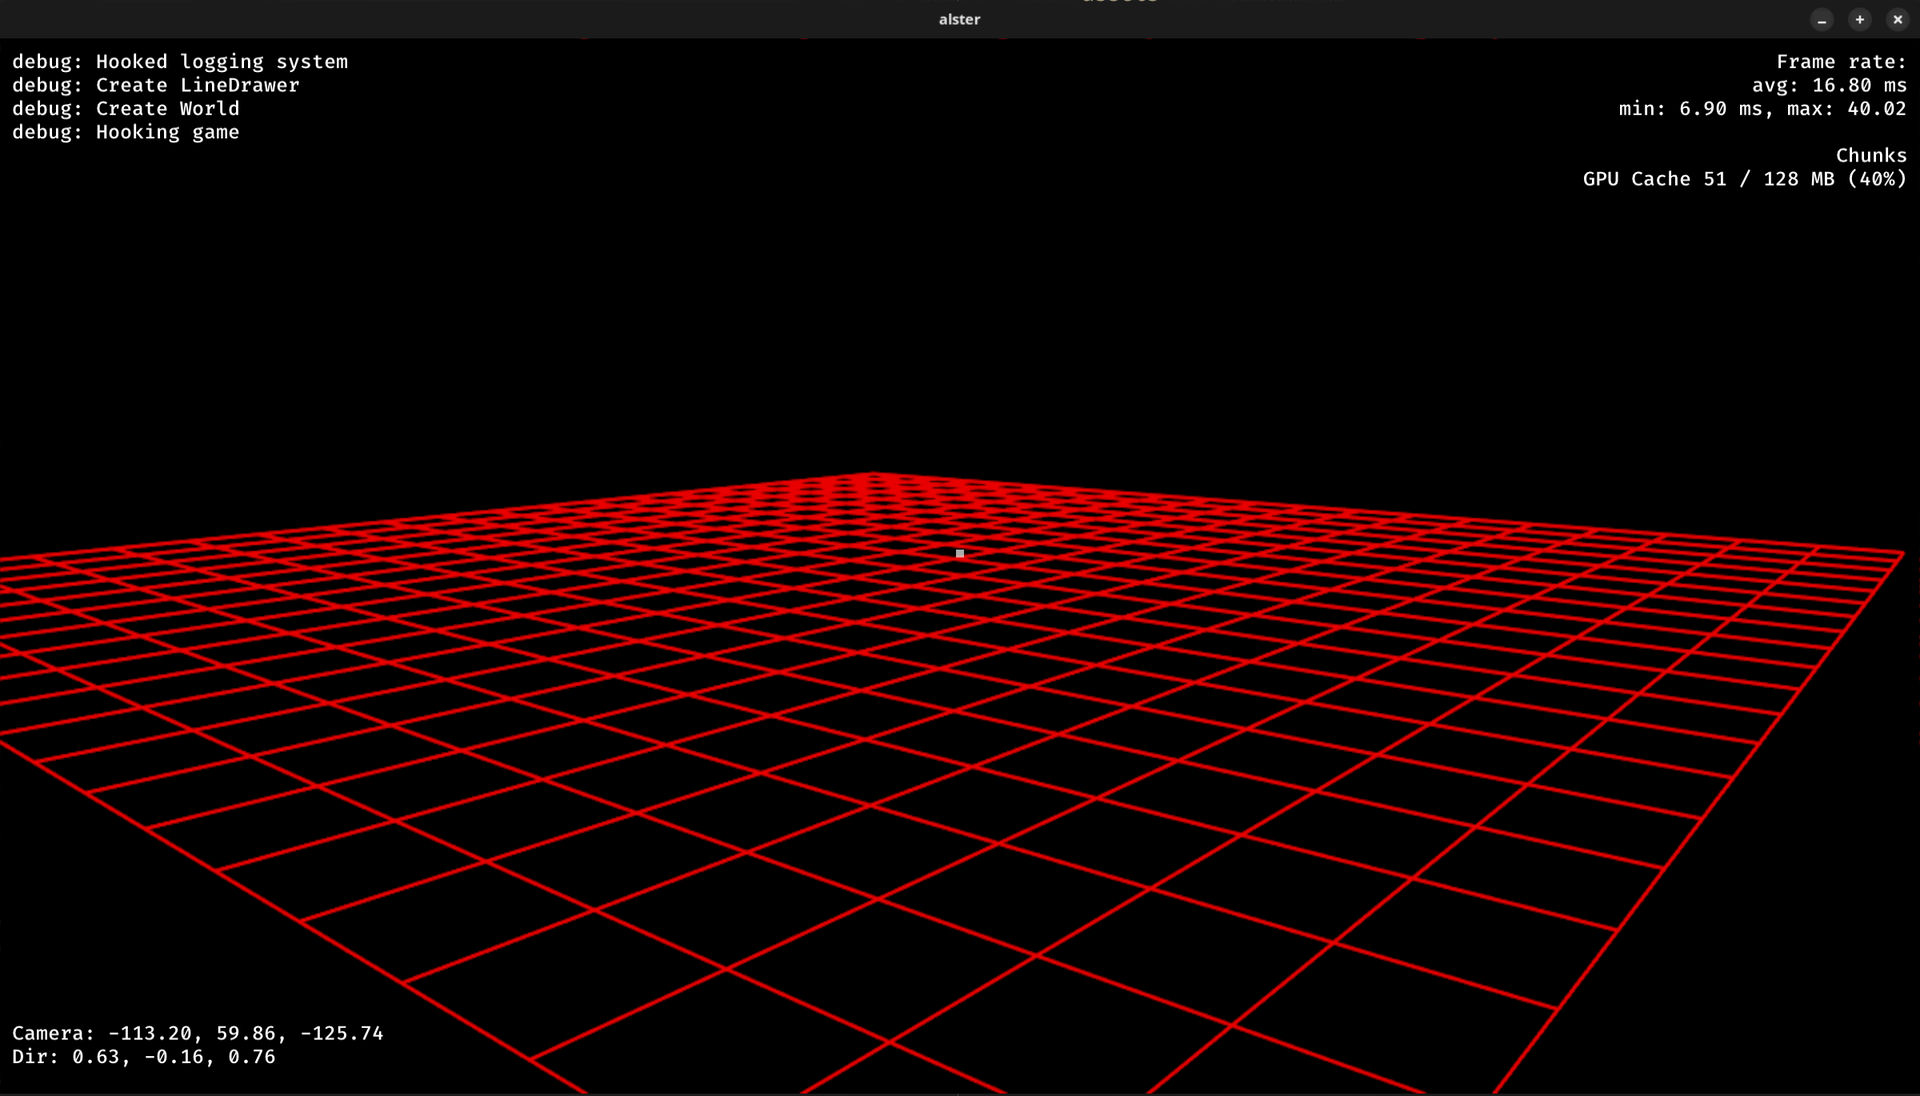 alster
debug: Hooked logging system
debug: Create LineDrawer
debug: Create World
debug: Hooking game
Frame rate:
avg: 16.80 ms
min: 6.90 ms, max: 40.02
Chunks
GPU Cache 51 / 128 MB (40%)
Camera: -113.20, 59.86, -125.74
Dir: 0.63, -0.16, 0.76